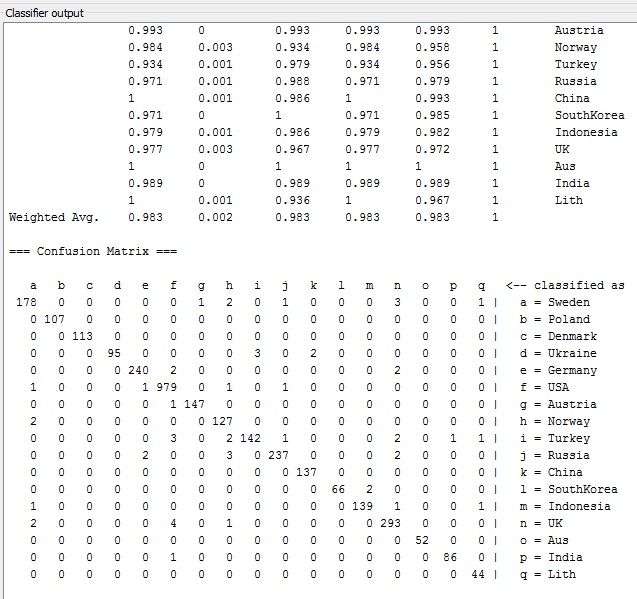 Classifier output
0.993 0 0.993 0.993 0.993 1 Austria
0.984 0.003 0.934 0.984 0.958 1 Norway
0.934 0.001 0.979 0.934 0.956 1 Turkey
0.971 0.001 0.988 0.971 0.979 1 Russia
1 0.001 0.986 1 0.993 1 China
0.971 0 1 0.971 0.985 1 SouthKorea
0.979 0.001 0.986 0.979 0.982 1 Indonesia
0.977 0.003 0.967 0.977 0.972 1 UK
1 0 1 1 1 1 Aus
0.989 0 0.989 0.989 0.989 1 India
1 0.001 0.936 1 0.967 1 Lith
Weighted Avg. 0.983 0.002 0.983 0.983 0.983 1
=== Confusion Matrix ===
a b c d e f g h i j k l m n o p q <-- classified as
178 0 0 0 0 0 1 2 0 1 0 0 0 3 0 0 1 | a = Sweden
0 107 0 0 0 0 0 0 0 0 0 0 0 0 0 0 0 | b = Poland
0 0 113 0 0 0 0 0 0 0 0 0 0 0 0 0 0 | c = Denmark
0 0 0 95 0 0 0 0 3 0 2 0 0 0 0 0 0 | d = Ukraine
0 0 0 0 240 2 0 0 0 0 0 0 0 2 0 0 0 | e = Germany
1 0 0 0 1 979 0 1 0 1 0 0 0 0 0 0 0 | f = USA
0 0 0 0 0 1 147 0 0 0 0 0 0 0 0 0 0 | g = Austria
2 0 0 0 0 0 0 127 0 0 0 0 0 0 0 0 0 | h = Norway
0 0 0 0 0 3 0 2 142 1 0 0 0 2 0 1 1 | i = Turkey
0 0 0 0 2 0 0 3 0 237 0 0 0 2 0 0 0 | j = Russia
0 0 0 0 0 0 0 0 0 0 137 0 0 0 0 0 0 | k = China
0 0 0 0 0 0 0 0 0 0 0 66 2 0 0 0 0 | l = SouthKorea
1 0 0 0 0 0 0 0 0 0 0 0 139 1 0 0 1 | m = Indonesia
2 0 0 0 0 4 0 1 0 0 0 0 0 293 0 0 0 | n = UK
0 0 0 0 0 0 0 0 0 0 0 0 0 0 52 0 0 | o = Aus
0 0 0 0 0 1 0 0 0 0 0 0 0 0 0 86 0 | p = India
0 0 0 0 0 0 0 0 0 0 0 0 0 0 0 0 44 | q = Lith